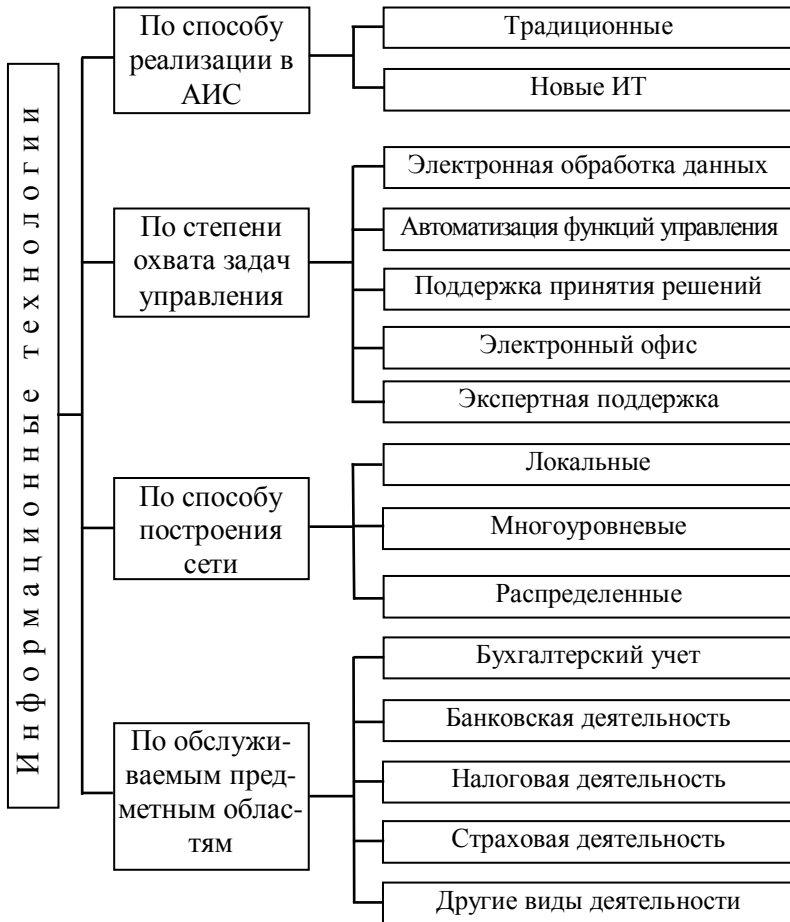 Информационные технологии
По способу
реализации в
АИС
Традиционные
Новые ИТ
По степени
охвата задач
управления
Электронная обработка данных
Автоматизация функций управления
Поддержка принятия решений
Электронный офис
Экспертная поддержка
По способу
построения
сети
Локальные
Многоуровневые
Распределенные
По обслужи-
ваемым пред-
метным облас-
тям
Бухгалтерский учет
Банковская деятельность
Налоговая деятельность
Страховая деятельность
Другие виды деятельности